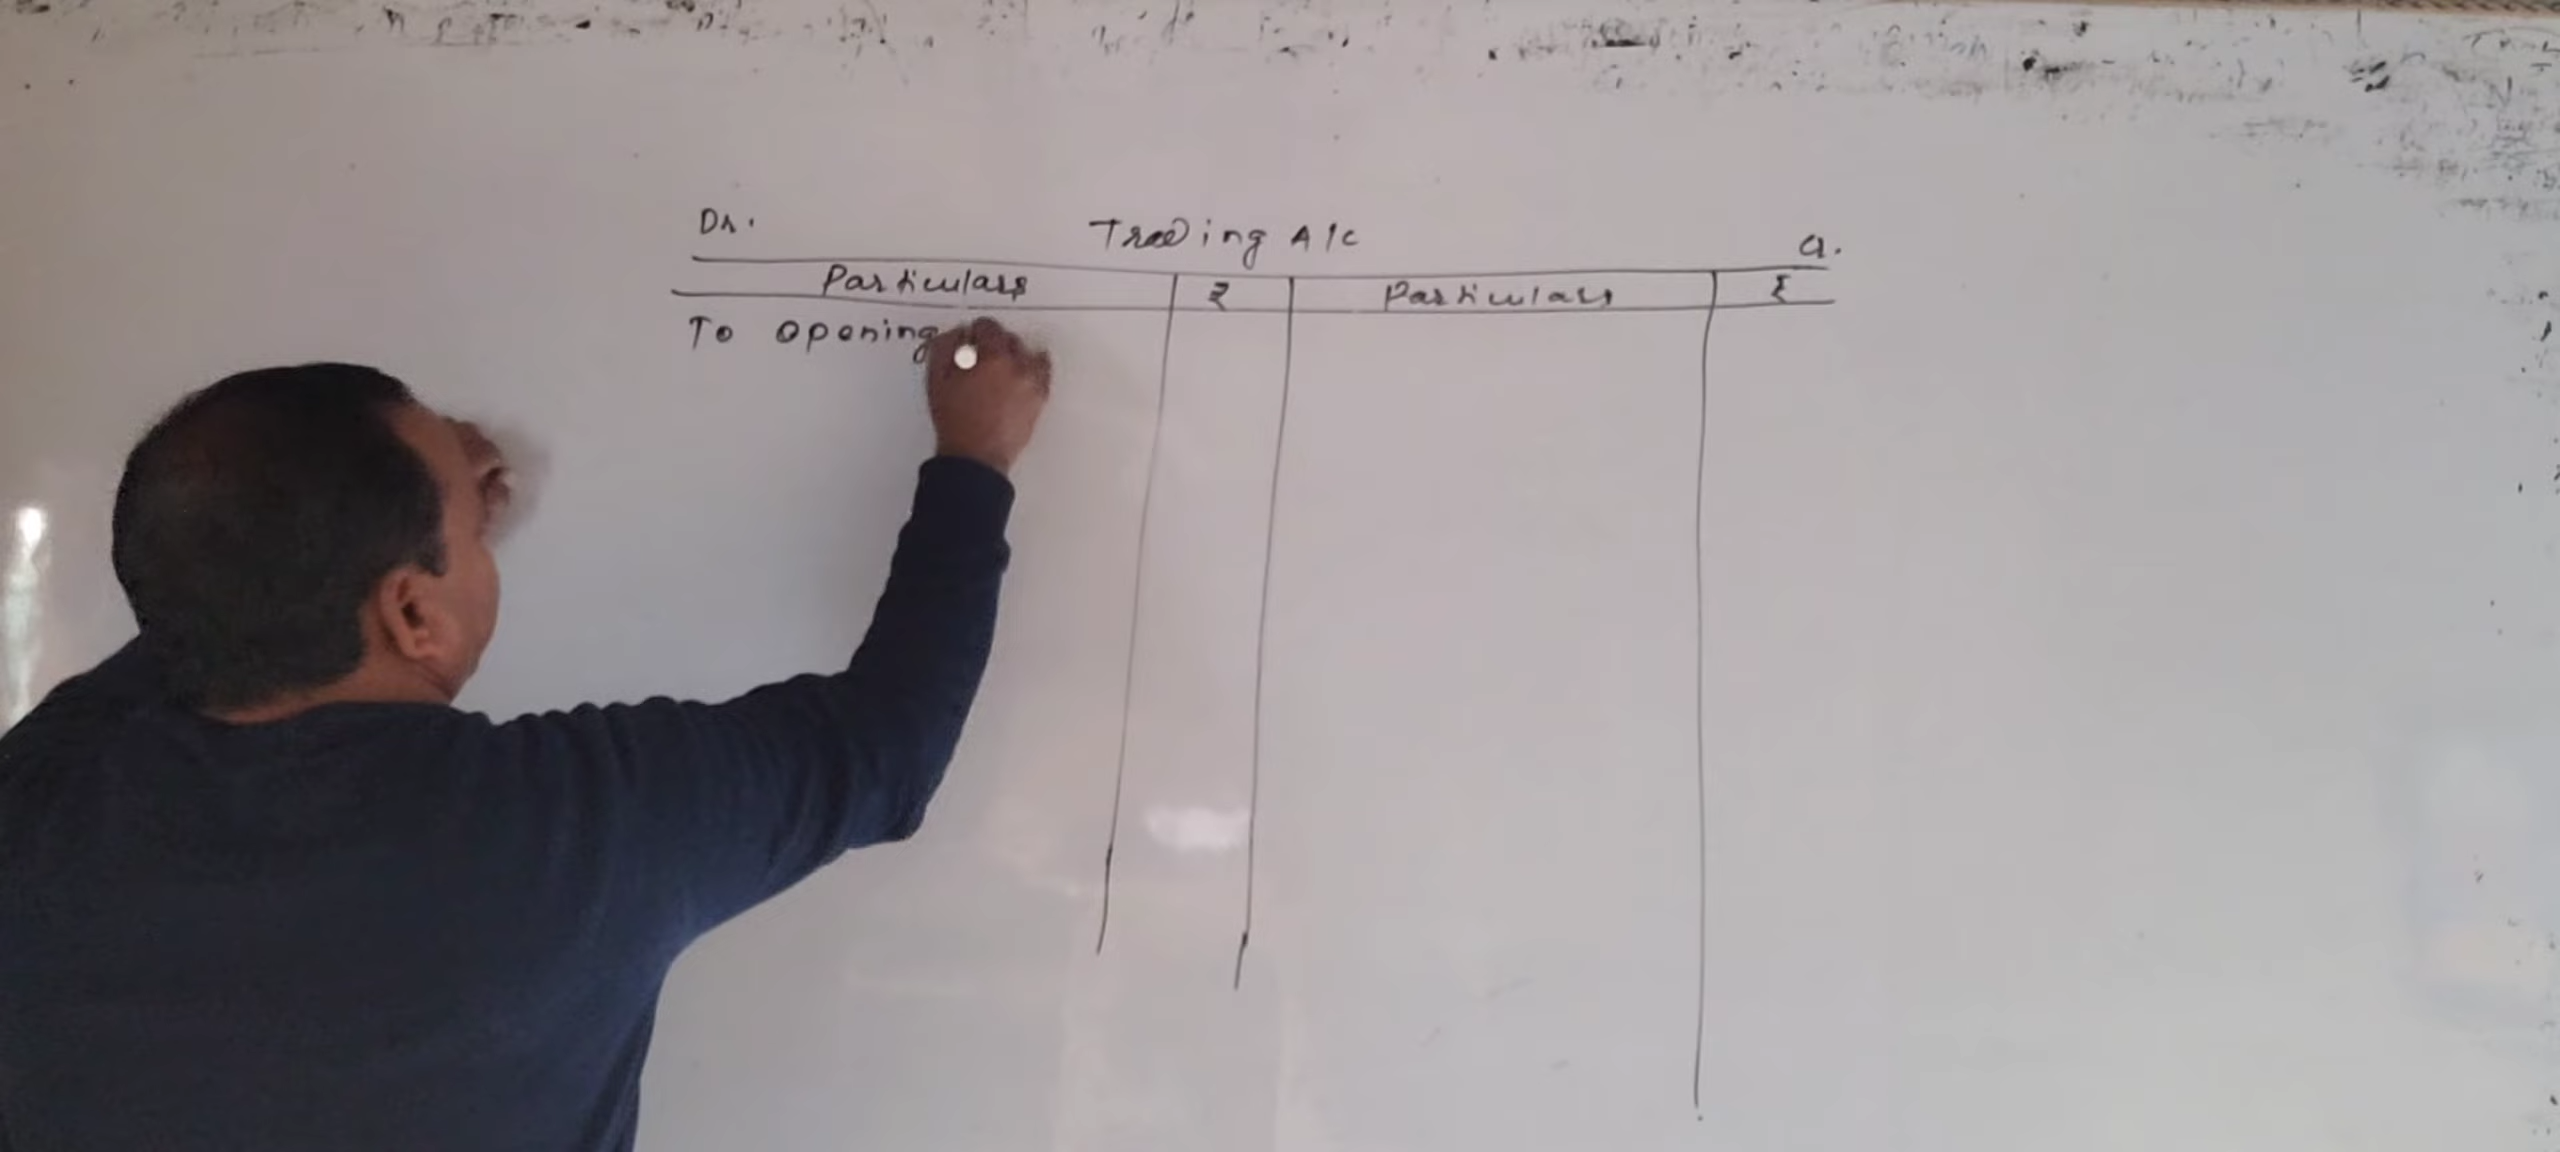 Dr. Trading A/C Cr.
Particulars ₹ Particulars ₹
To opening